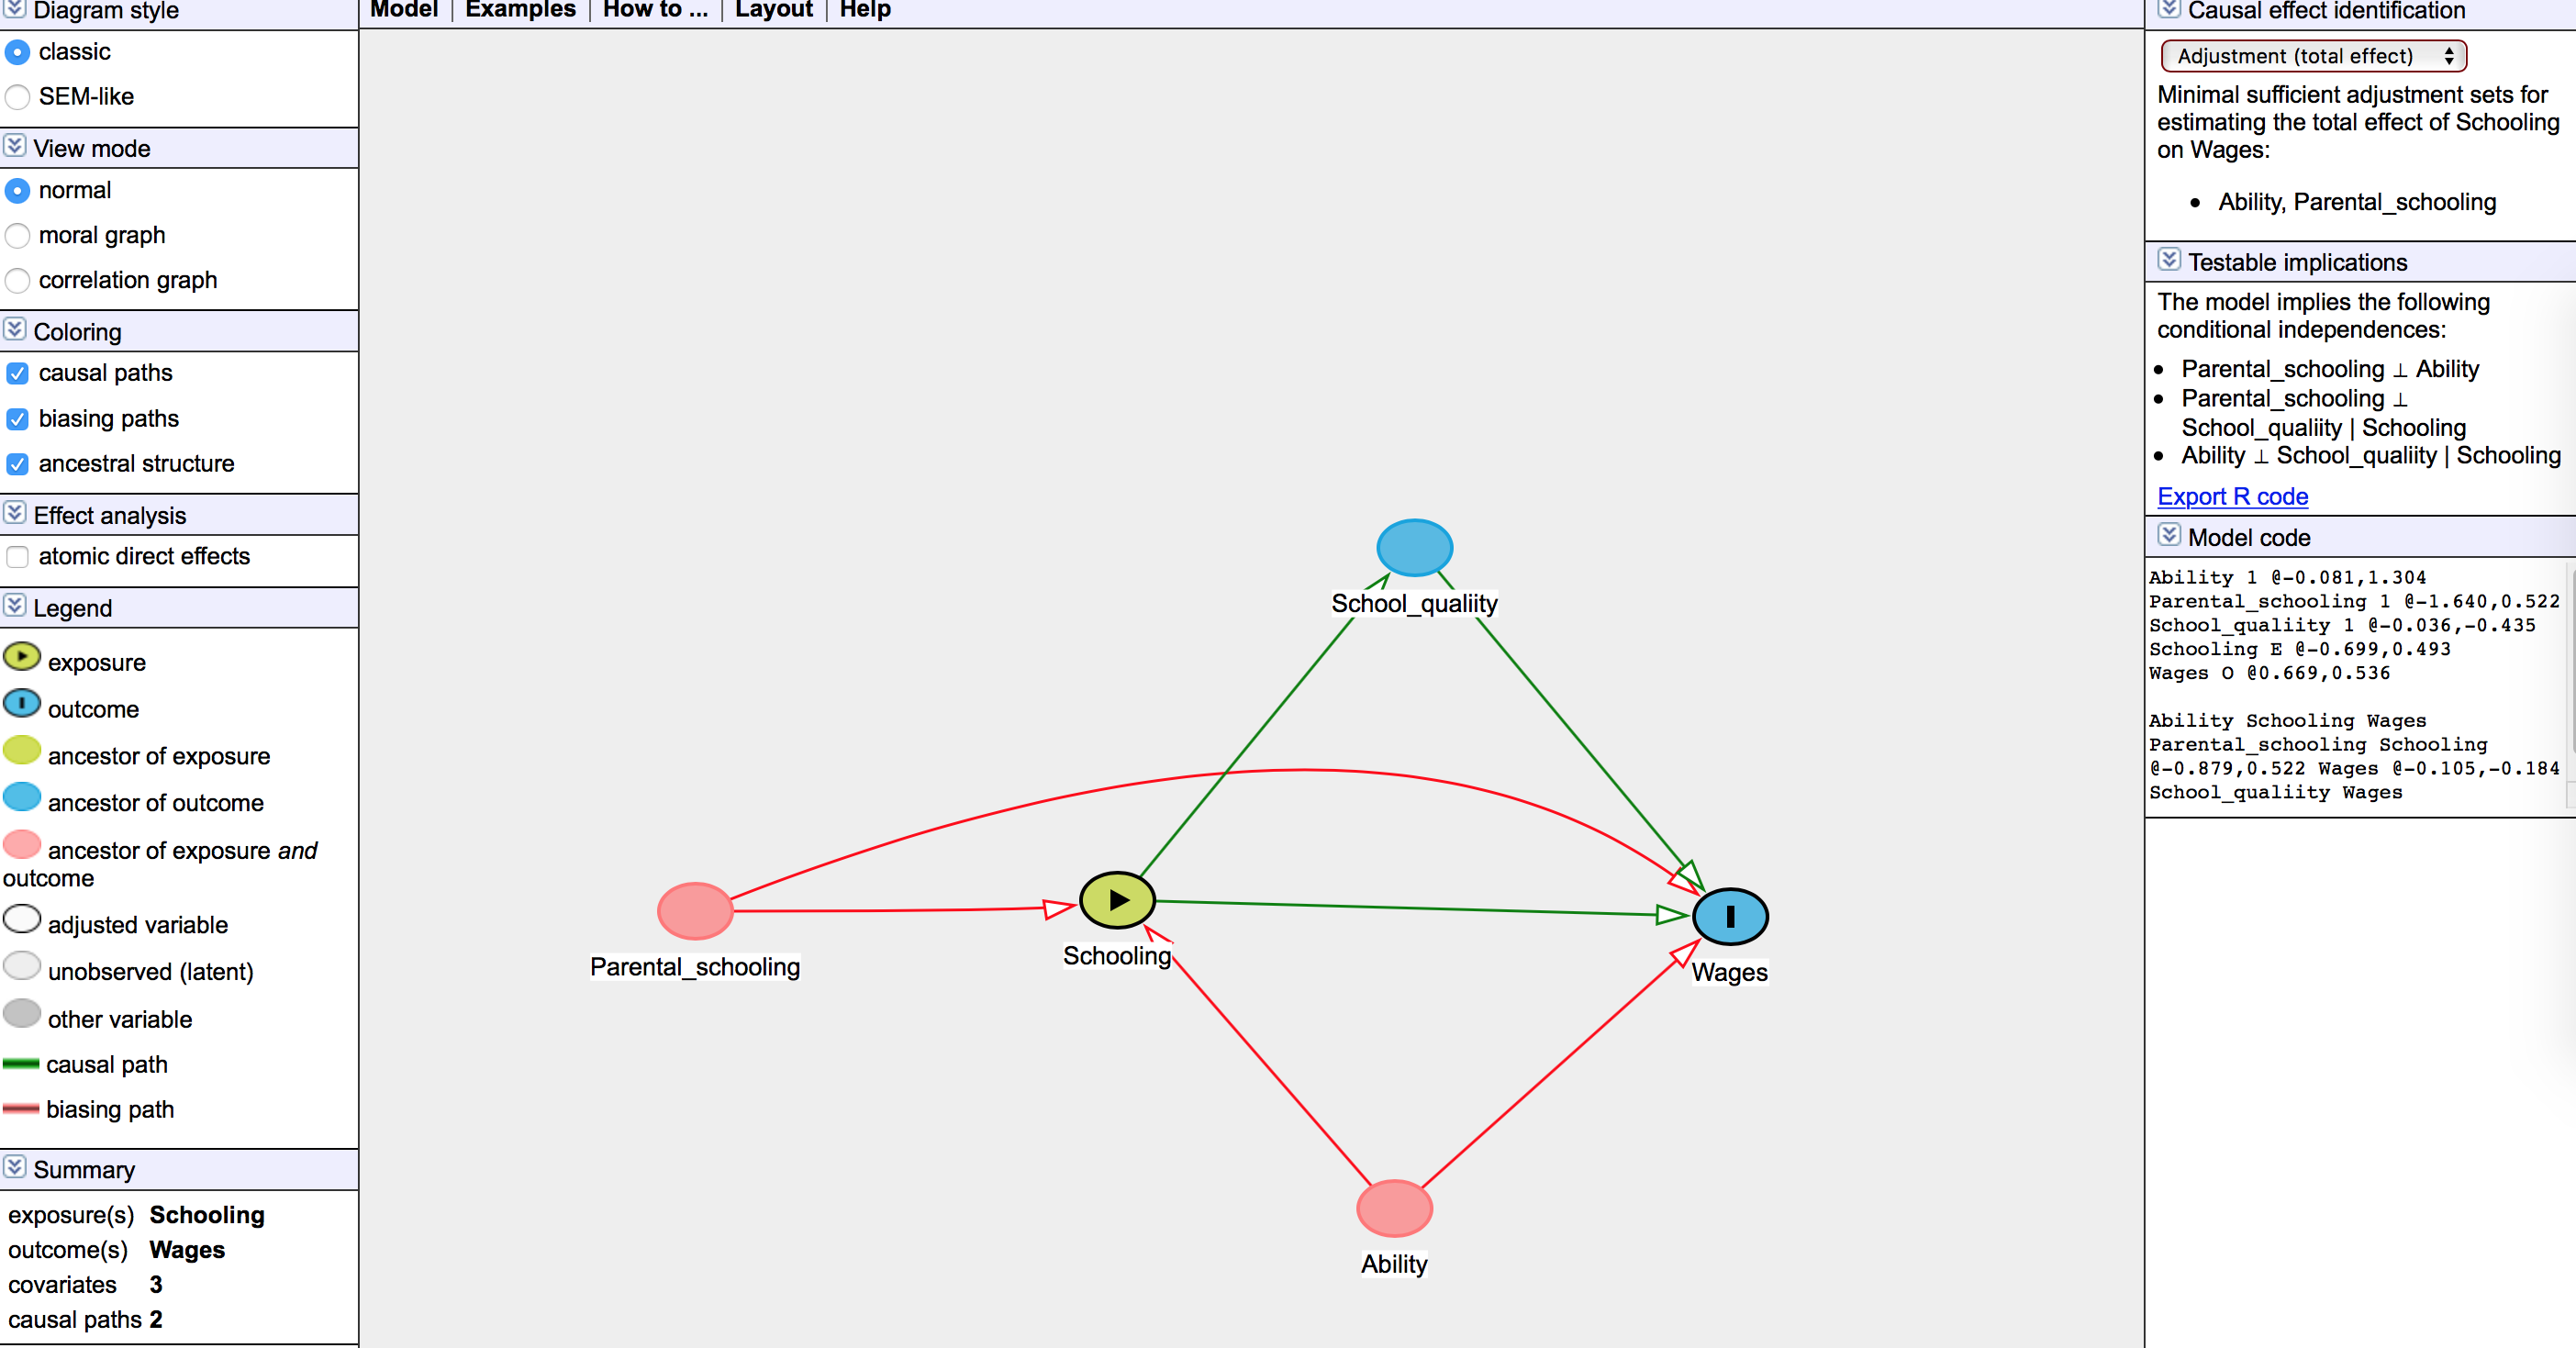 Diagram style
classic
SEM-like
View mode
normal
moral graph
correlation graph
Coloring
causal paths
biasing paths
ancestral structure
Effect analysis
atomic direct effects
Legend
exposure
outcome
ancestor of exposure
ancestor of outcome
ancestor of exposure and
outcome
adjusted variable
unobserved (latent)
other variable
causal path
biasing path
Summary
exposure(s) Schooling
outcome(s) Wages
covariates 3
causal paths 2
Model | Examples | How to ... | Layout | Help
School_qualiity
Parental_schooling
Schooling
Wages
Ability
Causal effect identification
Adjustment (total effect)
Minimal sufficient adjustment sets for
estimating the total effect of Schooling
on Wages:
• Ability, Parental_schooling
Testable implications
The model implies the following
conditional independences:
• Parental_schooling ⊥ Ability
• Parental_schooling ⊥
School_qualiity | Schooling
• Ability ⊥ School_qualiity | Schooling
Export R code
Model code
Ability 1 @-0.081,1.304
Parental_schooling 1 @-1.640,0.522
School_qualiity 1 @-0.036,-0.435
Schooling E @-0.699,0.493
Wages O @0.669,0.536
Ability Schooling Wages
Parental_schooling Schooling
@-0.879,0.522 Wages @-0.105,-0.184
School_qualiity Wages